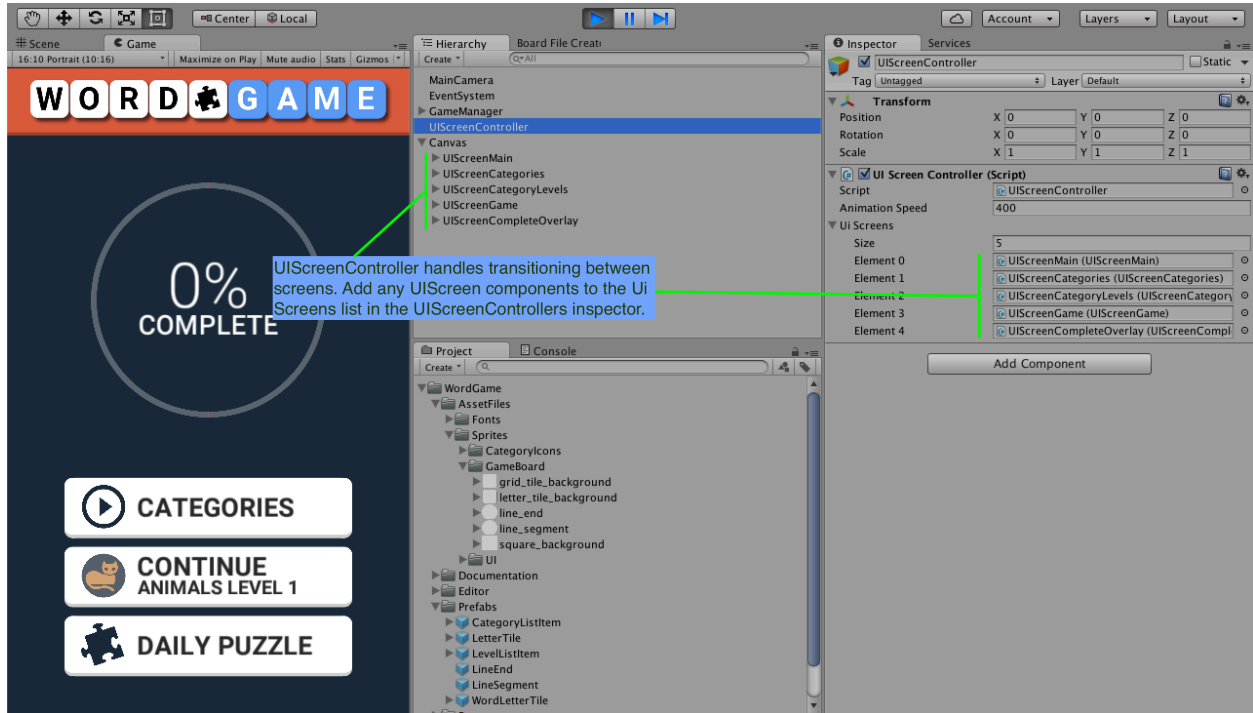 Center
Local
Account
Layers
Layout
Scene
Game
16:10 Portrait (10:16)
Maximize on Play
Mute audio
Stats
Gizmos
WORD GAME
0%
COMPLETE
CATEGORIES
CONTINUE
ANIMALS LEVEL 1
DAILY PUZZLE
Hierarchy
Board File Creat
Create
All
MainCamera
EventSystem
GameManager
UIScreenController
Canvas
UIScreenMain
UIScreenCategories
UIScreenCategoryLevels
UIScreenGame
UIScreenCompleteOverlay
UIScreenController handles transitioning between
screens. Add any UIScreen components to the Ui
Screens list in the UIScreenControllers inspector.
Project
Console
Create
WordGame
AssetFiles
Fonts
Sprites
CategoryIcons
GameBoard
grid_tile_background
letter_tile_background
line_end
line_segment
square_background
UI
Documentation
Editor
Prefabs
CategoryListItem
LetterTile
LevelListItem
LineEnd
LineSegment
WordLetterTile
Inspector
Services
UIScreenController
Static
Tag Untagged
Layer Default
Transform
Position X 0 Y 0 Z 0
Rotation X 0 Y 0 Z 0
Scale X 1 Y 1 Z 1
UI Screen Controller (Script)
Script UIScreenController
Animation Speed 400
Ui Screens
Size 5
Element 0 UIScreenMain (UIScreenMain)
Element 1 UIScreenCategories (UIScreenCategories)
Element 2 UIScreenCategoryLevels (UIScreenCategory
Element 3 UIScreenGame (UIScreenGame)
Element 4 UIScreenCompleteOverlay (UIScreenCompl
Add Component